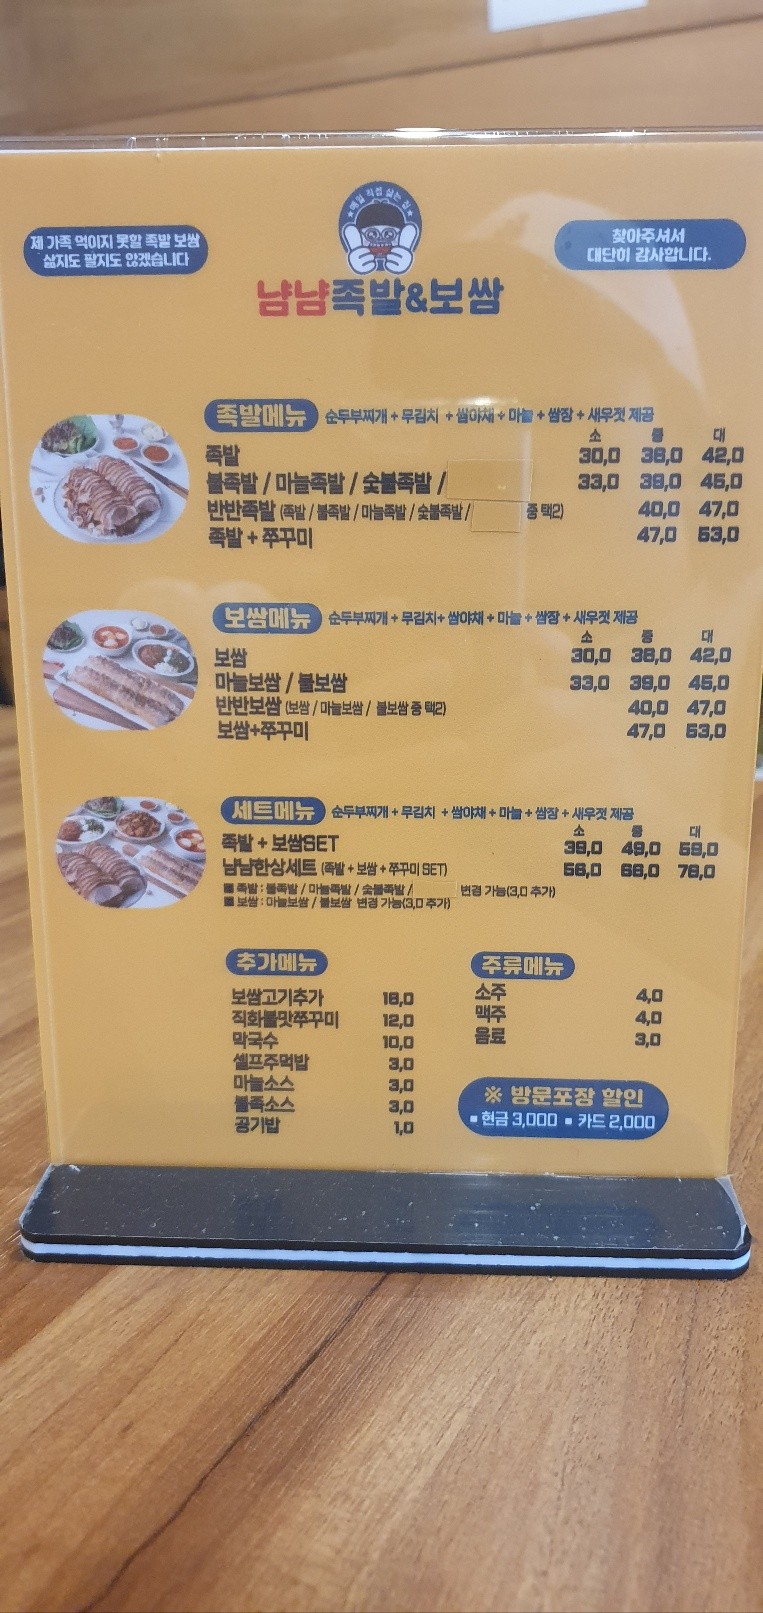 매일 직접 삶는 집
제 가족 먹이지 못할 족발 보쌈
삶지도 팔지도 않겠습니다
찾아주셔서
대단히 감사합니다.
냠냠족발&보쌈
족발메뉴 순두부찌개 + 무김치 + 쌈야채 + 마늘 + 쌈장 + 새우젓 제공
소 중 대
족발 30,0 38,0 42,0
불족발 / 마늘족발 / 숯불족발 / 33,0 39,0 45,0
반반족발 (족발 / 불족발 / 마늘족발 / 숯불족발 / 중 택2) 40,0 47,0
족발 + 쭈꾸미 47,0 53,0
보쌈메뉴 순두부찌개 + 무김치 + 쌈야채 + 마늘 + 쌈장 + 새우젓 제공
소 중 대
보쌈 30,0 38,0 42,0
마늘보쌈 / 불보쌈 33,0 39,0 45,0
반반보쌈 (보쌈 / 마늘보쌈 / 불보쌈 중 택2) 40,0 47,0
보쌈+쭈꾸미 47,0 53,0
세트메뉴 순두부찌개 + 무김치 + 쌈야채 + 마늘 + 쌈장 + 새우젓 제공
소 중 대
족발 + 보쌈SET 39,0 49,0 59,0
냠냠한상세트 (족발 + 보쌈 + 쭈꾸미 SET) 58,0 68,0 78,0
■ 족발 : 불족발 / 마늘족발 / 숯불족발 / 변경 가능(3,0 추가)
■ 보쌈 : 마늘보쌈 / 불보쌈 변경 가능(3,0 추가)
추가메뉴
보쌈고기추가 18,0
직화불맛쭈꾸미 12,0
막국수 10,0
셀프주먹밥 3,0
마늘소스 3,0
불족소스 3,0
공기밥 1,0
주류메뉴
소주 4,0
맥주 4,0
음료 3,0
※ 방문포장 할인
▪ 현금 3,000 ▪ 카드 2,000